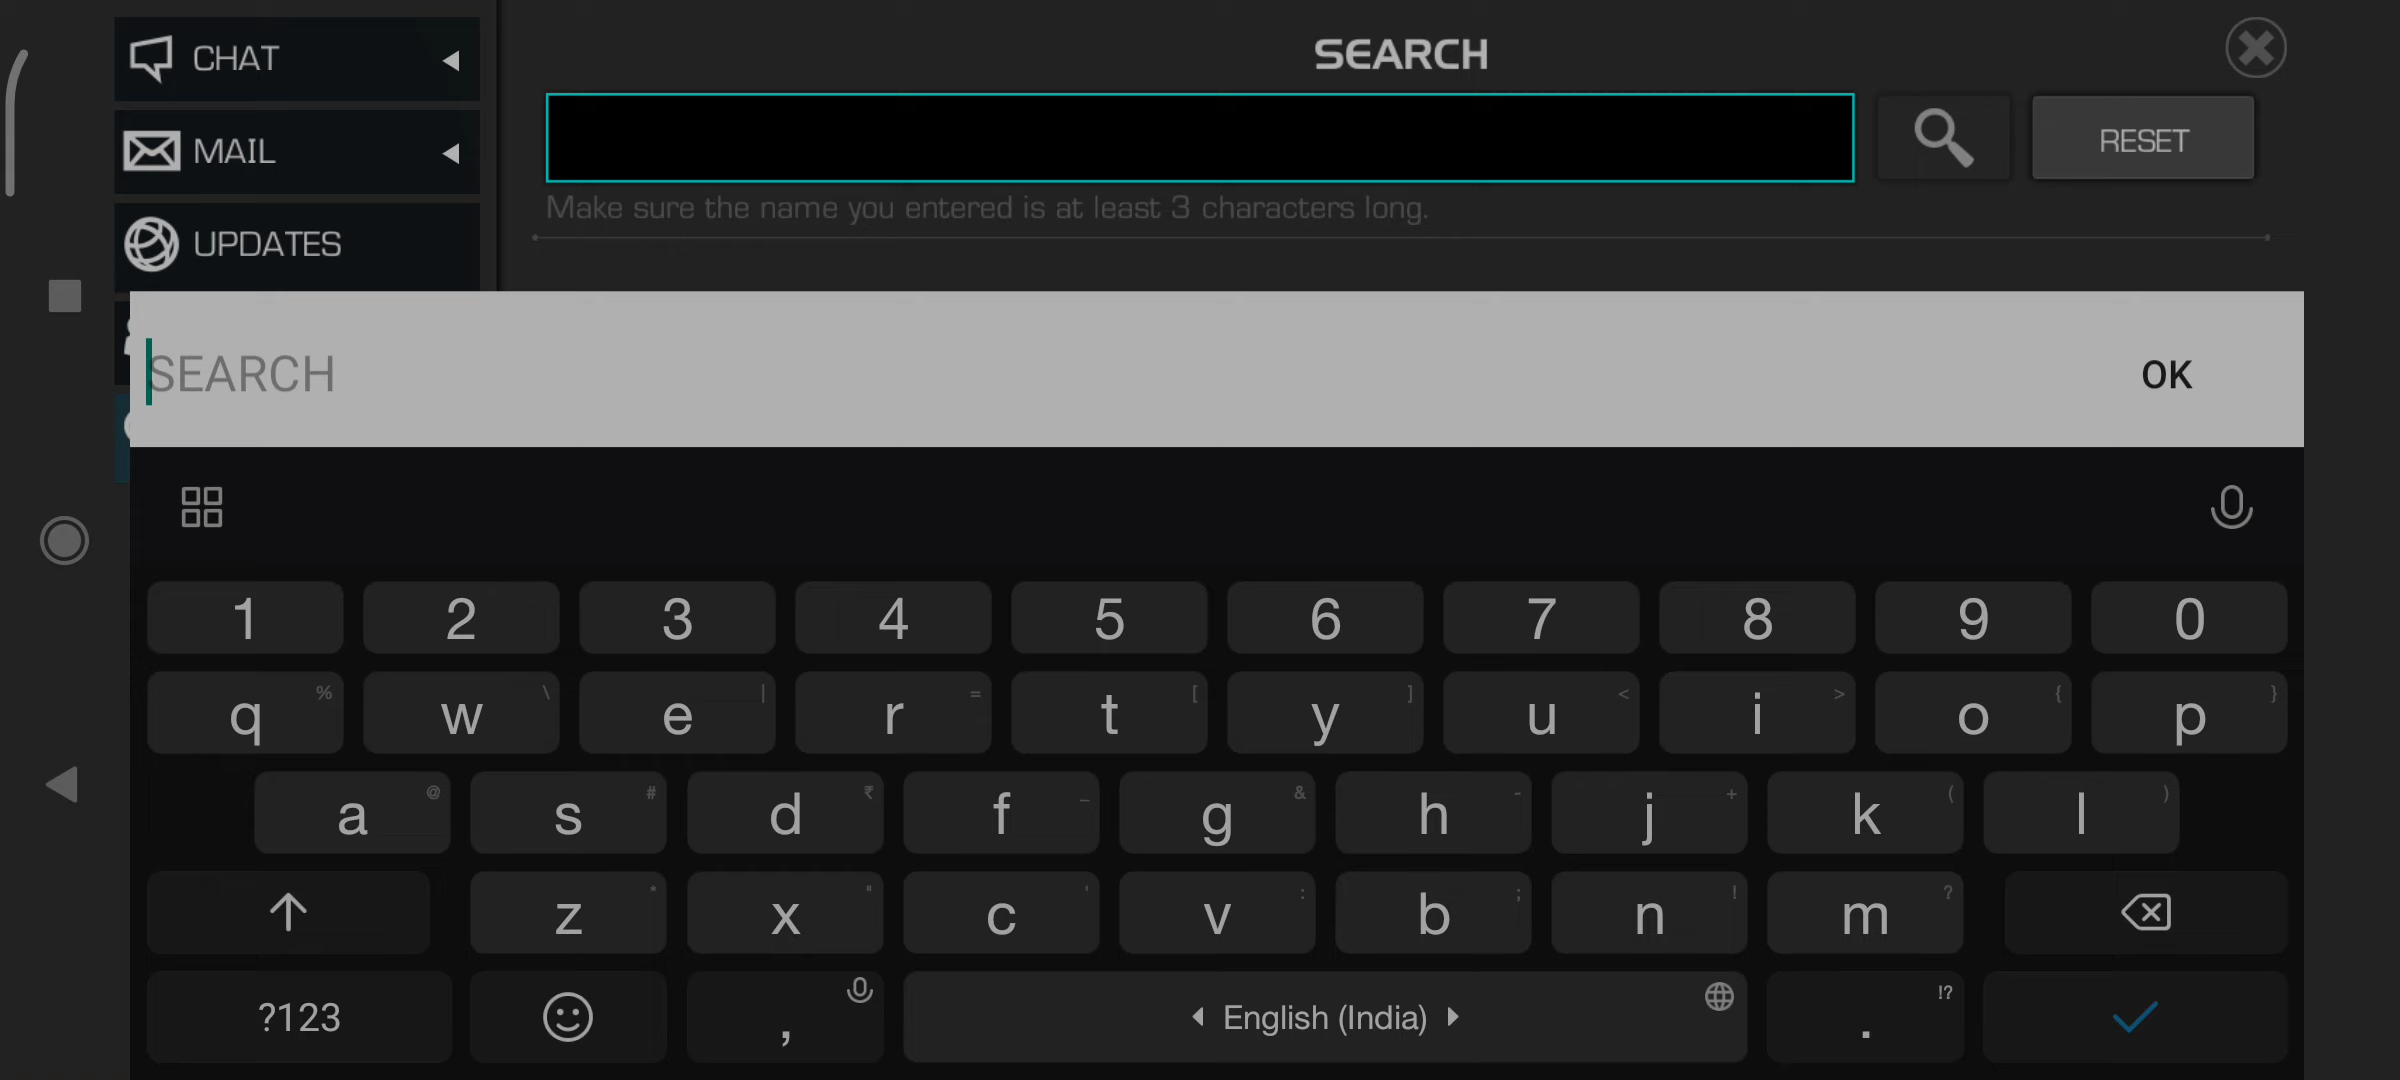 CHAT
MAIL
UPDATES
SEARCH
RESET
Make sure the name you entered is at least 3 characters long.
SEARCH
OK
1 2 3 4 5 6 7 8 9 0
q % w \ e | r = t [ y ] u < i > o { p }
a @ s # d ₹ f _ g & h - j + k ( l )
z * x " c ' v : b ; n ! m ?
?123 , English (India) . !?